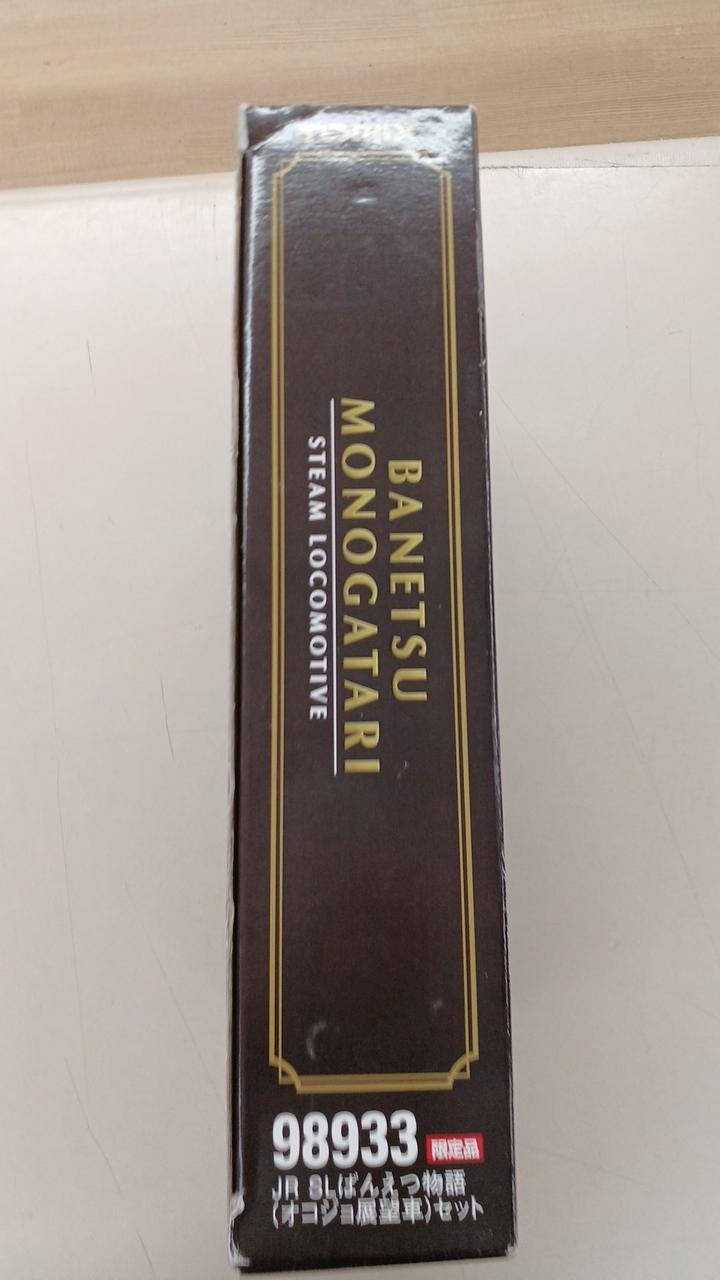 TOMIX
BANETSU
MONOGATARI
STEAM LOCOMOTIVE
98933 限定品
JR SLばんえつ物語
(オコジョ展望車)セット